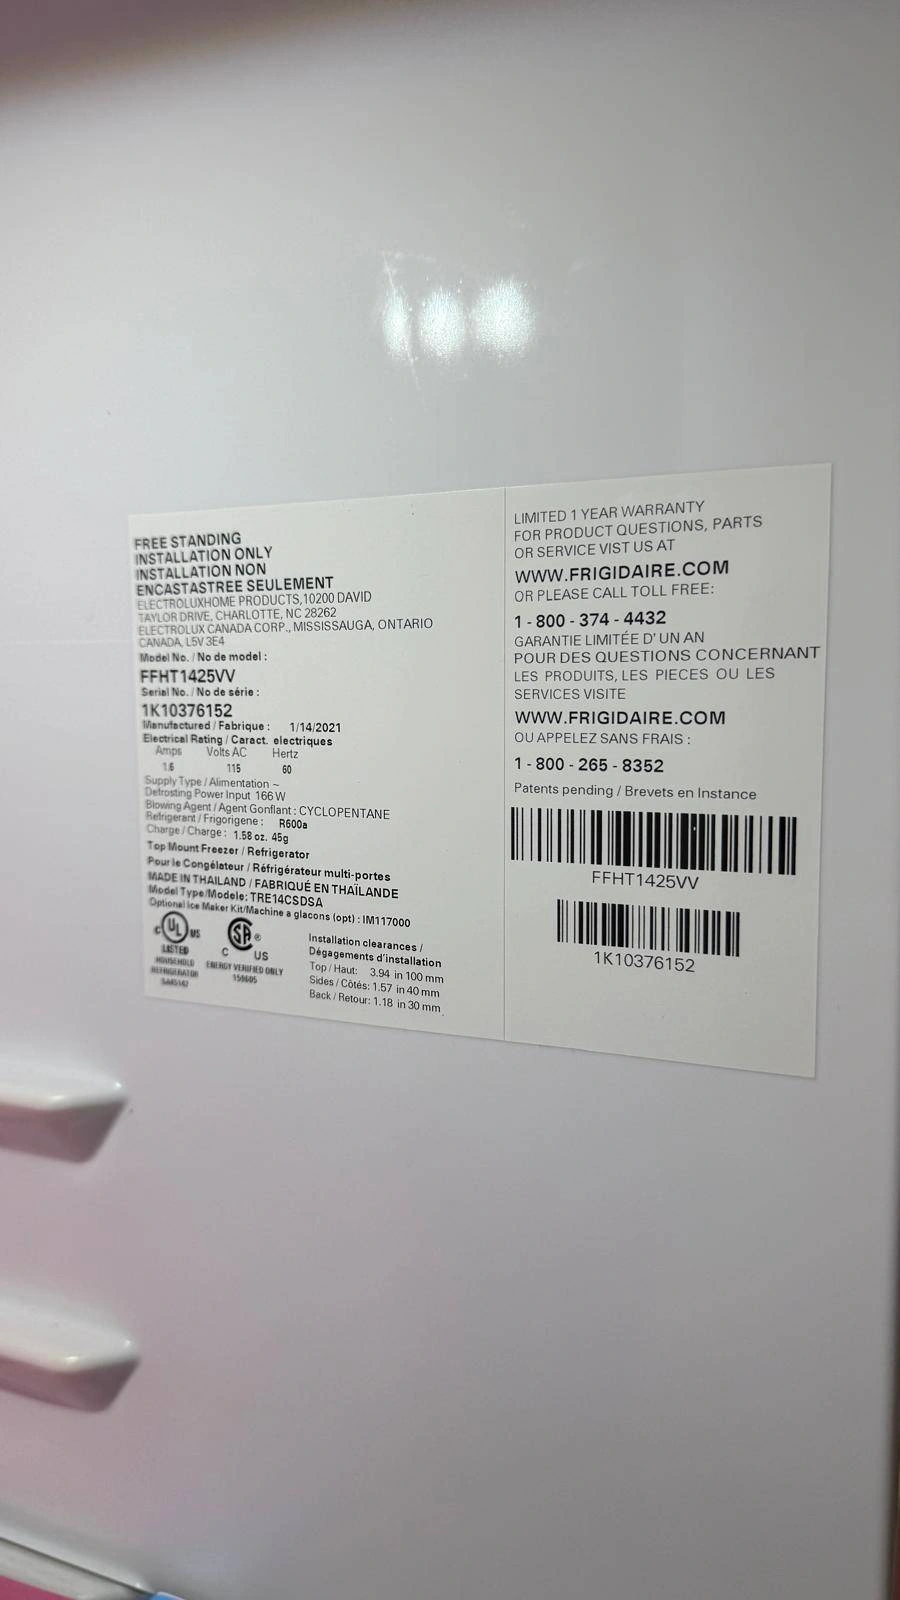 FREE STANDING
INSTALLATION ONLY
INSTALLATION NON
ENCASTASTREE SEULEMENT
ELECTROLUXHOME PRODUCTS,10200 DAVID
TAYLOR DRIVE, CHARLOTTE, NC 28262
ELECTROLUX CANADA CORP., MISSISSAUGA, ONTARIO
CANADA, L5V 3E4
Model No. / No de model :
FFHT1425VV
Serial No. / No de série :
1K10376152
Manufactured / Fabrique : 1/14/2021
Electrical Rating / Caract. electriques
Amps Volts AC Hertz
1.6 115 60
Supply Type / Alimentation ~
Defrosting Power Input 166 W
Blowing Agent / Agent Gonflant : CYCLOPENTANE
Refrigerant / Frigorigene : R600a
Charge / Charge : 1.58 oz. 45g
Top Mount Freezer / Refrigerator
Pour le Congélateur / Réfrigérateur multi-portes
MADE IN THAILAND / FABRIQUÉ EN THAÏLANDE
Model Type/Modele: TRE14CSDSA
Optional Ice Maker Kit/Machine a glacons (opt) : IM117000
C UL US
LISTED
HOUSEHOLD
REFRIGERATOR
SA®
C US
ENERGY VERIFIED ONLY
159605
Installation clearances /
Dégagements d'installation
Top / Haut: 3.94 in 100 mm
Sides / Côtés: 1.57 in 40 mm
Back / Retour: 1.18 in 30 mm
LIMITED 1 YEAR WARRANTY
FOR PRODUCT QUESTIONS, PARTS
OR SERVICE VIST US AT
WWW.FRIGIDAIRE.COM
OR PLEASE CALL TOLL FREE:
1 - 800 - 374 - 4432
GARANTIE LIMITÉE D' UN AN
POUR DES QUESTIONS CONCERNANT
LES PRODUITS, LES PIECES OU LES
SERVICES VISITE
WWW.FRIGIDAIRE.COM
OU APPELEZ SANS FRAIS :
1 - 800 - 265 - 8352
Patents pending / Brevets en Instance
FFHT1425VV
1K10376152